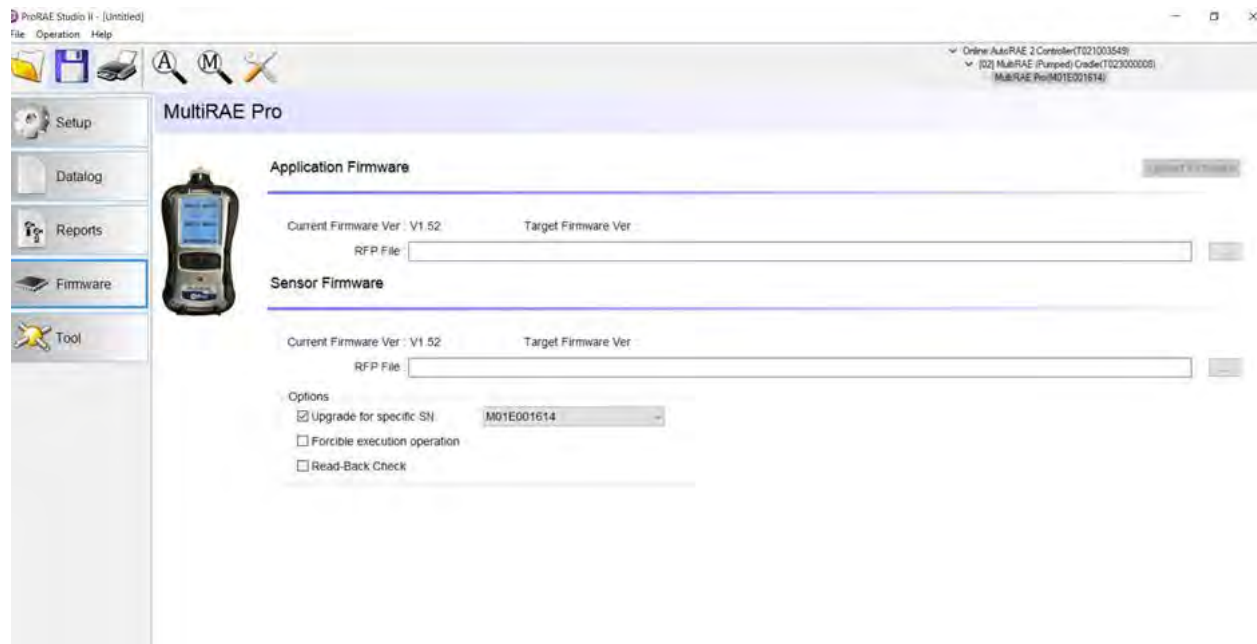 ProRAE Studio II - [Untitled]
File Operation Help
A M
Online AutoRAE 2 Controller(T021003549)
[02] MultiRAE (Pumped) Cradle(T023000008)
MultiRAE Pro(M01E001614)
Setup
Datalog
Reports
Firmware
Tool
MultiRAE Pro
Application Firmware
Current Firmware Ver : V1.52 Target Firmware Ver
RFP File
...
Sensor Firmware
Current Firmware Ver : V1.52 Target Firmware Ver
RFP File
...
Options
Upgrade for specific SN M01E001614
Forcible execution operation
Read-Back Check